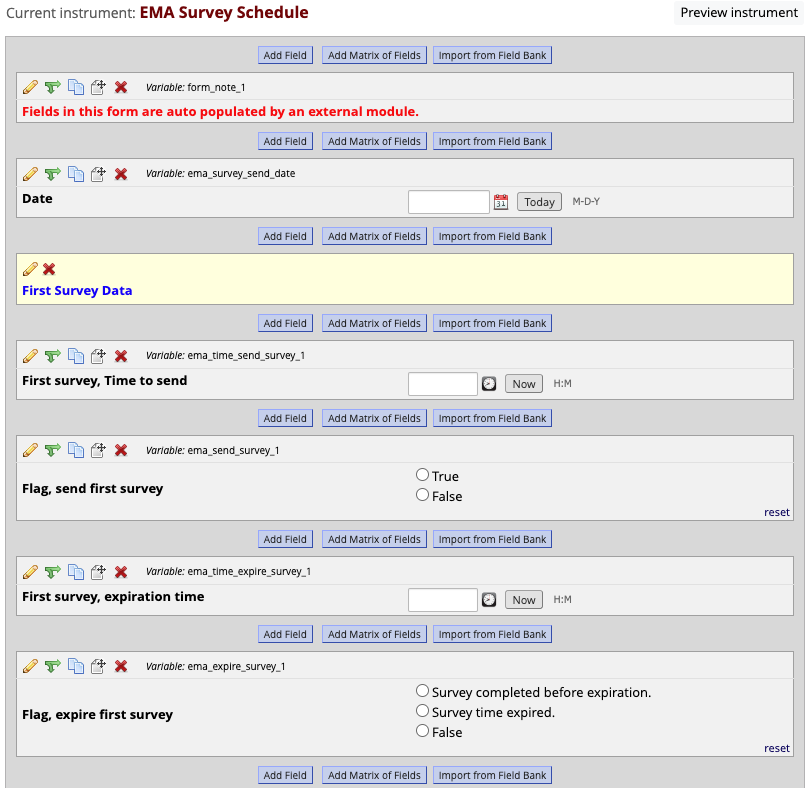 Current instrument: EMA Survey Schedule
Preview instrument
Add Field Add Matrix of Fields Import from Field Bank
Variable: form_note_1
Fields in this form are auto populated by an external module.
Add Field Add Matrix of Fields Import from Field Bank
Variable: ema_survey_send_date
Date 31 Today M-D-Y
Add Field Add Matrix of Fields Import from Field Bank
First Survey Data
Add Field Add Matrix of Fields Import from Field Bank
Variable: ema_time_send_survey_1
First survey, Time to send Now H:M
Add Field Add Matrix of Fields Import from Field Bank
Variable: ema_send_survey_1
Flag, send first survey
True
False
reset
Add Field Add Matrix of Fields Import from Field Bank
Variable: ema_time_expire_survey_1
First survey, expiration time Now H:M
Add Field Add Matrix of Fields Import from Field Bank
Variable: ema_expire_survey_1
Flag, expire first survey
Survey completed before expiration.
Survey time expired.
False
reset
Add Field Add Matrix of Fields Import from Field Bank